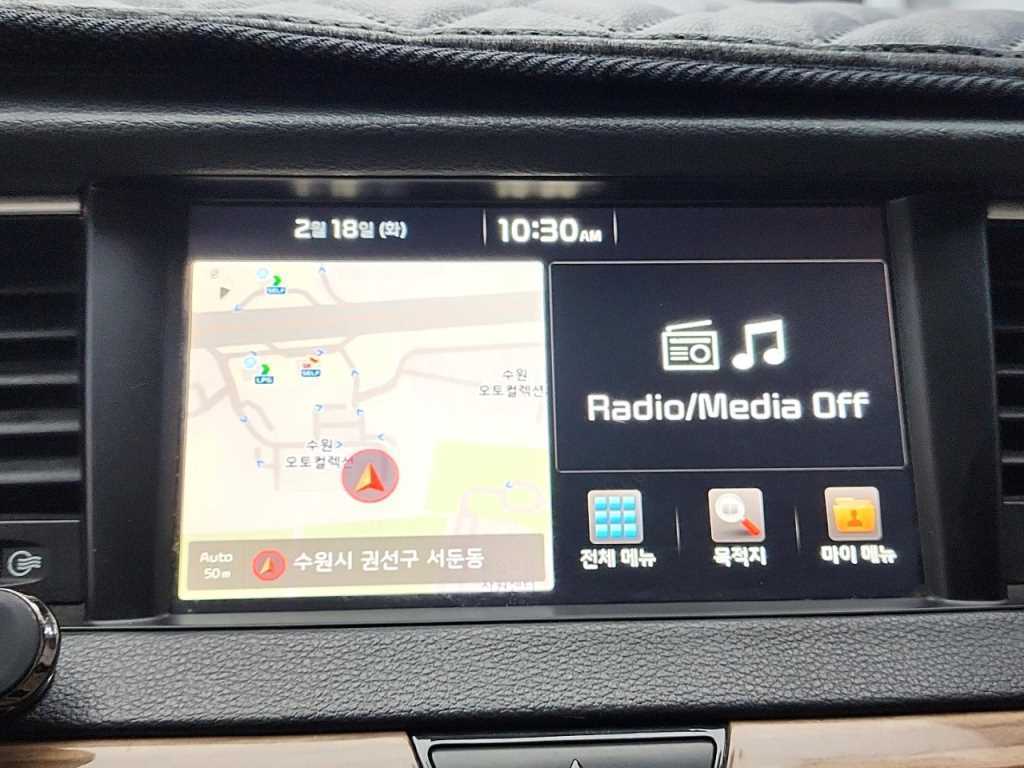 2월 18일 (화)
10:30 AM
SELF
LPG
SELF
수원
오토컬렉션
수원
오토컬렉션
Auto
50m
수원시 권선구 서둔동
Radio/Media Off
전체 메뉴
목적지
마이 메뉴